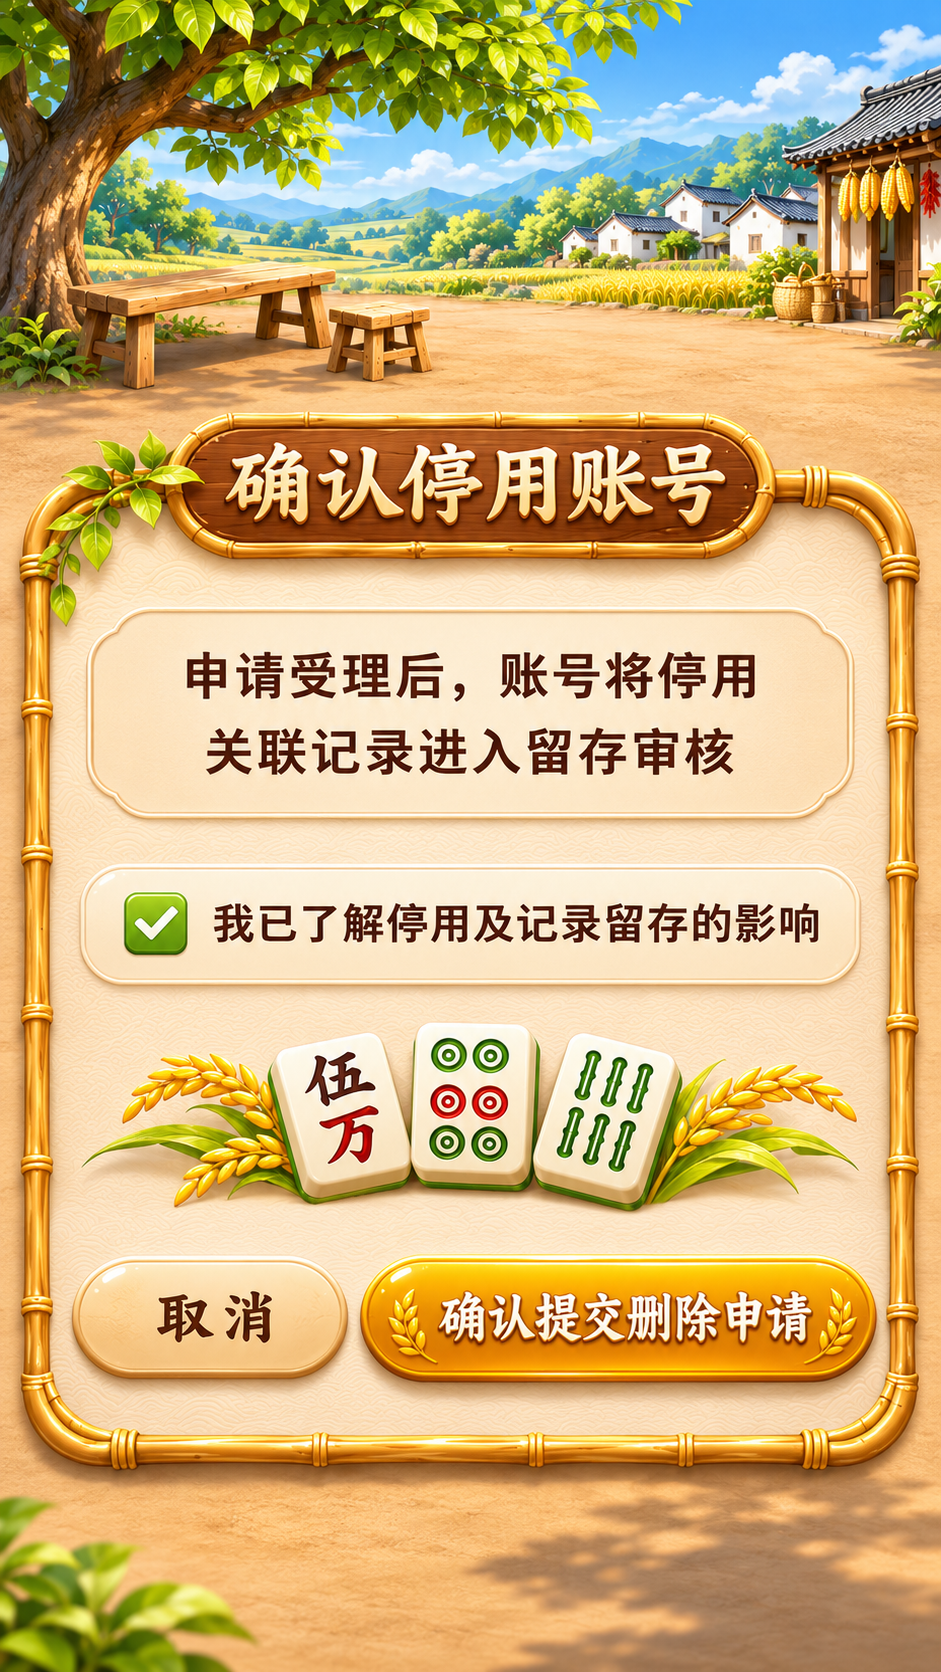 确认停用账号
申请受理后，账号将停用
关联记录进入留存审核
我已了解停用及记录留存的影响
伍
万
取消
确认提交删除申请